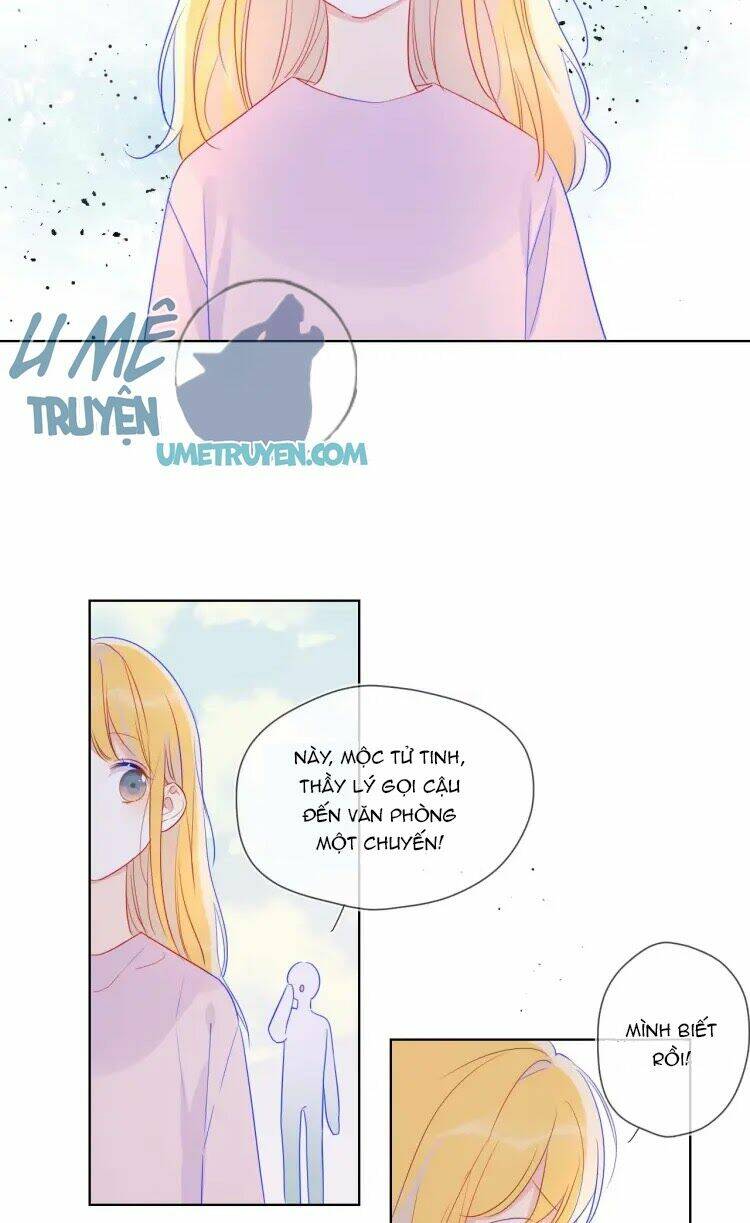 U MÊ
TRUYỆN
UMETRUYEN.COM
NÀY, MỘC TỬ TINH,
THẦY LÝ GỌI CẬU
ĐẾN VĂN PHÒNG
MỘT CHUYẾN!
MÌNH BIẾT
RỒI!